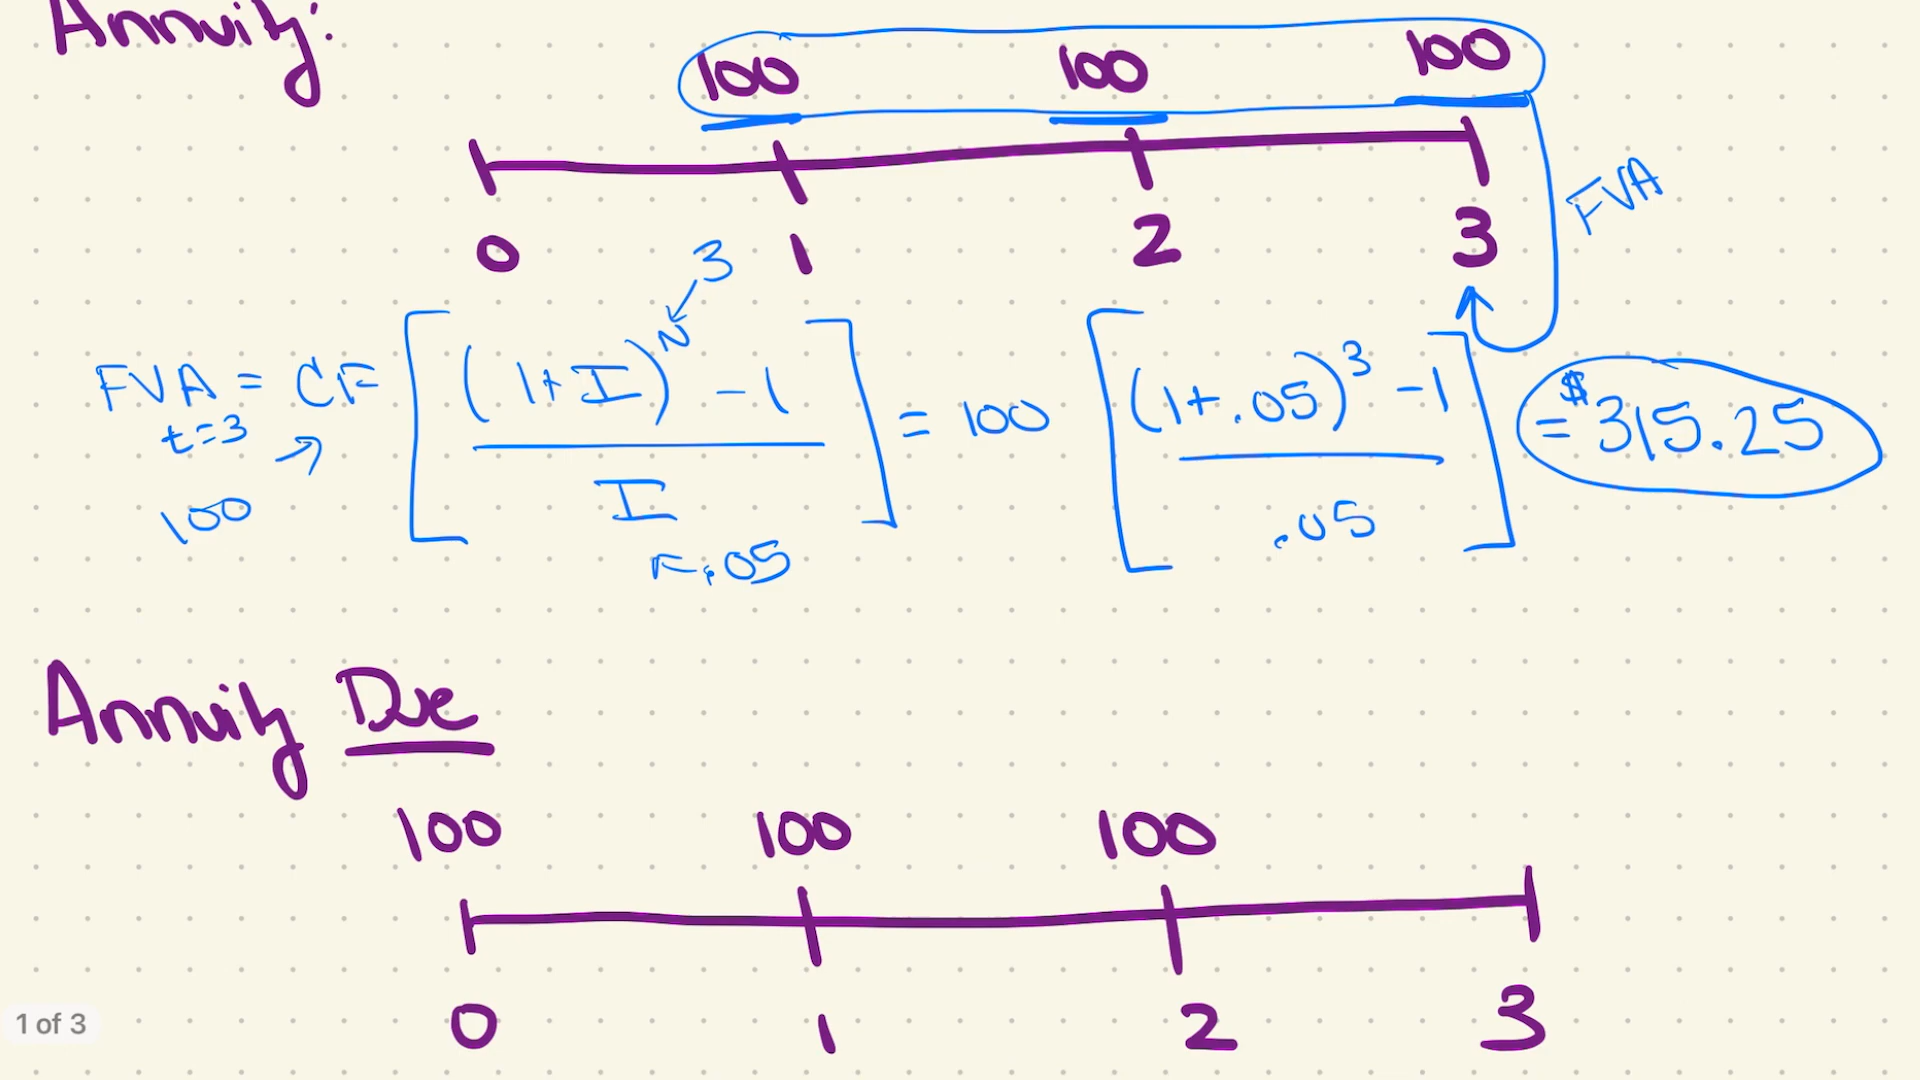 Annuity:
100 100 100
0 1 2 3
FVA
3
FVA = CF [ (1+I)^N - 1 / I ] = 100 [ (1+.05)^3 - 1 / .05 ] = $315.25
t=3
100
.05
Annuity Due
100 100 100
0 1 2 3
1 of 3